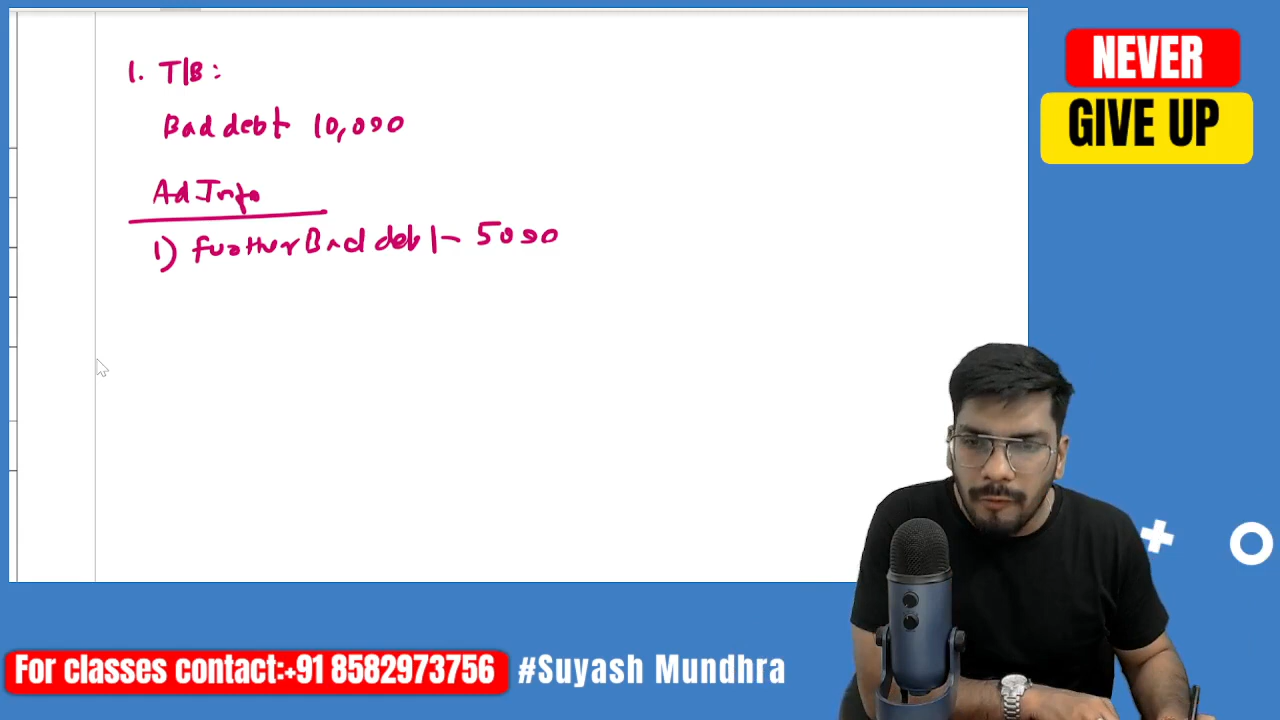 1. T/B:
Bad debt 10,000
Ad Info
1) further Bad debt - 5000
NEVER
GIVE UP
For classes contact:+91 8582973756
#Suyash Mundhra